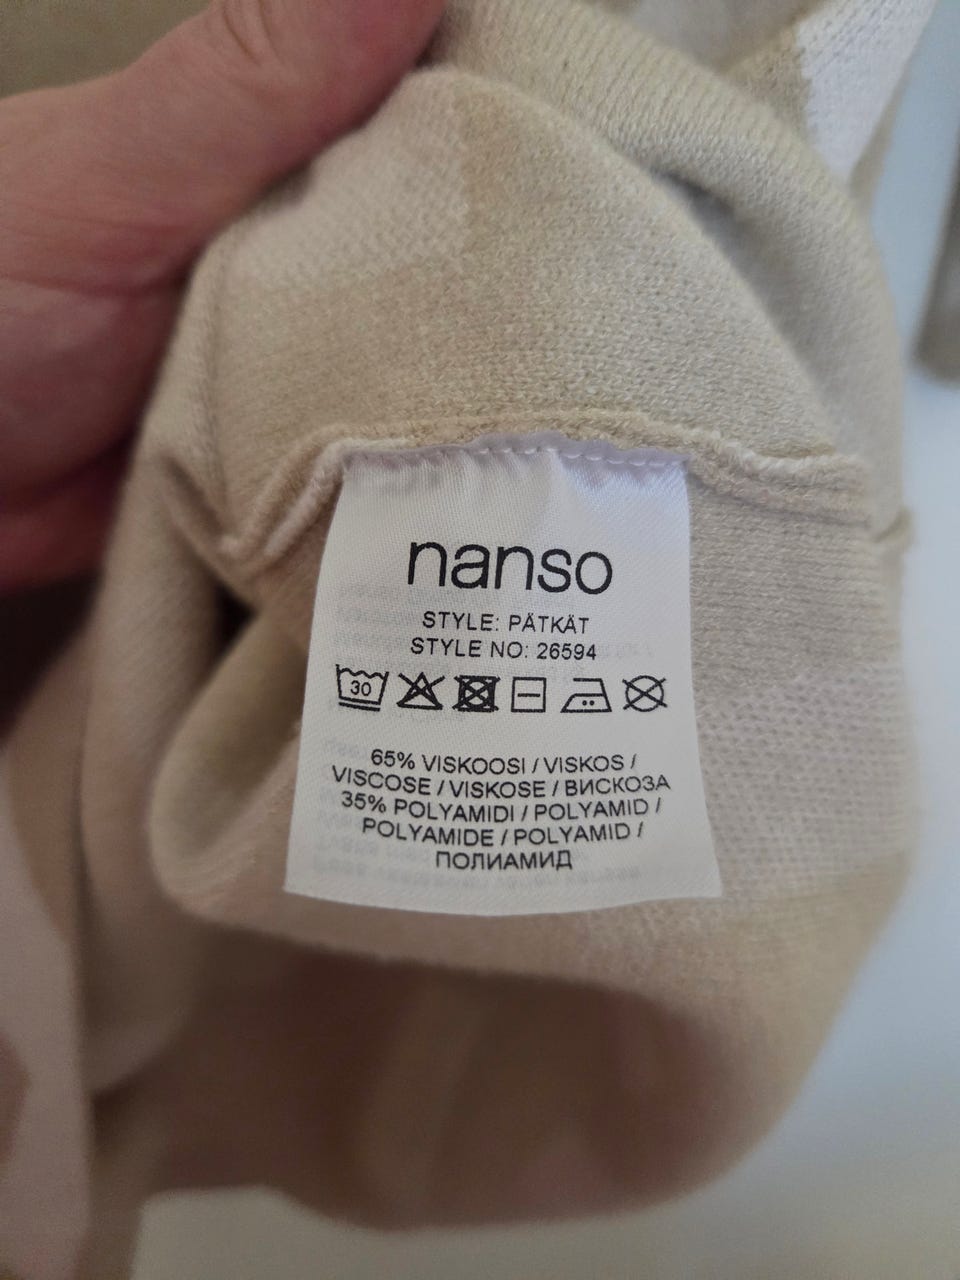 nanso
STYLE: PÄTKÄT
STYLE NO: 26594
30
65% VISKOOSI / VISKOS /
VISCOSE / VISKOSE / ВИСКОЗА
35% POLYAMIDI / POLYAMID /
POLYAMIDE / POLYAMID /
ПОЛИАМИД